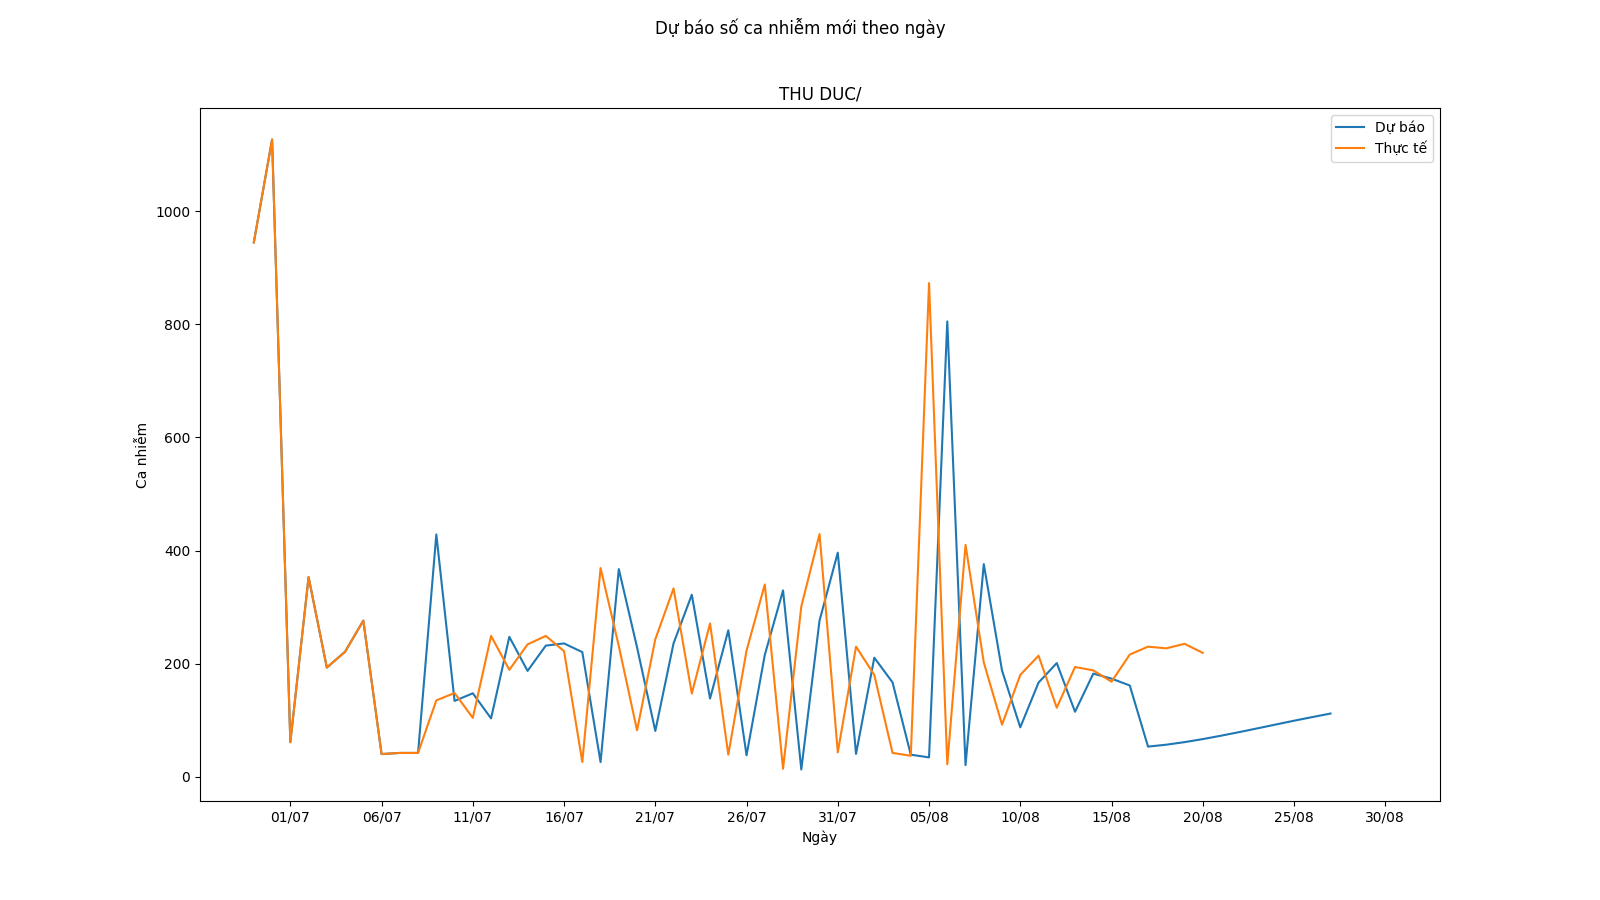 Dự báo số ca nhiễm mới theo ngày
THU DUC/
Dự báo
Thực tế
1000
800
600
400
200
0
Ca nhiễm
01/07 06/07 11/07 16/07 21/07 26/07 31/07 05/08 10/08 15/08 20/08 25/08 30/08
Ngày